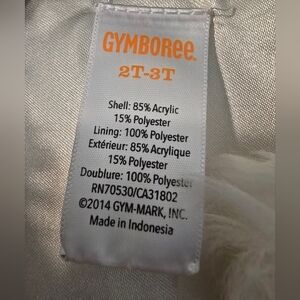 GYMBOREE.
2T-3T
Shell: 85% Acrylic
15% Polyester
Lining: 100% Polyester
Extérieur: 85% Acrylique
15% Polyester
Doublure: 100% Polyester
RN70530/CA31802
©2014 GYM-MARK, INC.
Made in Indonesia